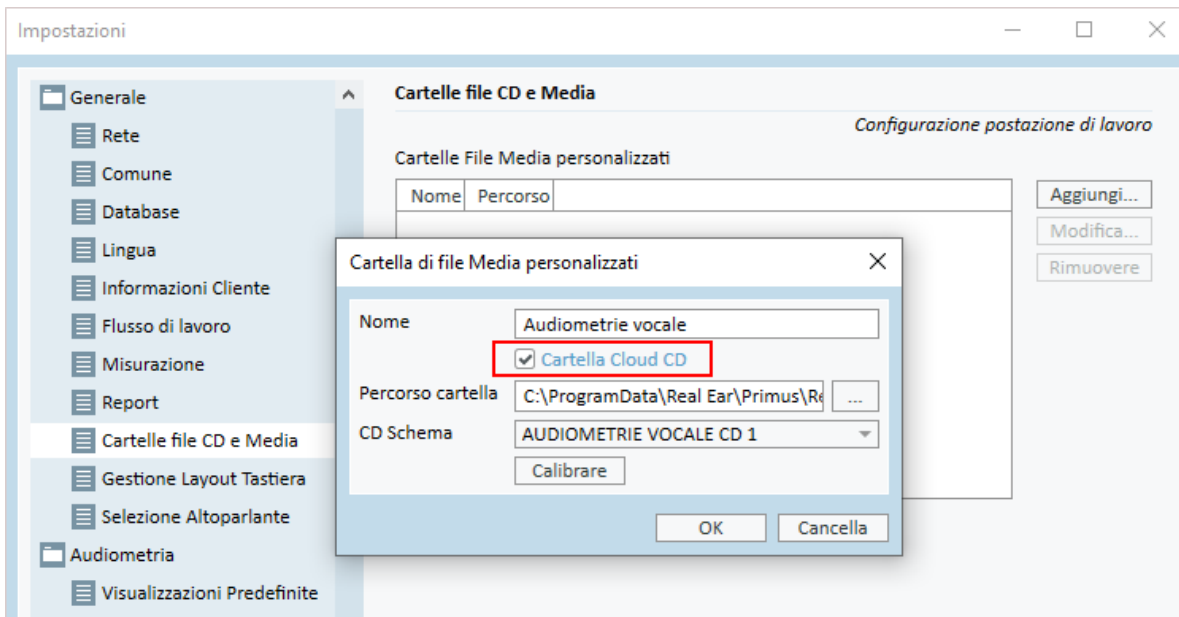 Impostazioni
Generale
Rete
Comune
Database
Lingua
Informazioni Cliente
Flusso di lavoro
Misurazione
Report
Cartelle file CD e Media
Gestione Layout Tastiera
Selezione Altoparlante
Audiometria
Visualizzazioni Predefinite
Cartelle file CD e Media
Configurazione postazione di lavoro
Cartelle File Media personalizzati
Nome Percorso
Aggiungi...
Modifica...
Rimuovere
Cartella di file Media personalizzati
Nome Audiometrie vocale
Cartella Cloud CD
Percorso cartella C:\ProgramData\Real Ear\Primus\Re ...
CD Schema AUDIOMETRIE VOCALE CD 1
Calibrare
OK Cancella